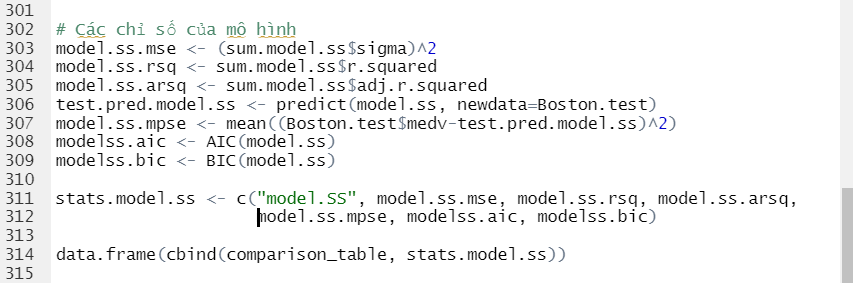 301
302 # Các chỉ số của mô hình
303 model.ss.mse <- (sum.model.ss$sigma)^2
304 model.ss.rsq <- sum.model.ss$r.squared
305 model.ss.arsq <- sum.model.ss$adj.r.squared
306 test.pred.model.ss <- predict(model.ss, newdata=Boston.test)
307 model.ss.mpse <- mean((Boston.test$medv-test.pred.model.ss)^2)
308 modelss.aic <- AIC(model.ss)
309 modelss.bic <- BIC(model.ss)
310
311 stats.model.ss <- c("model.SS", model.ss.mse, model.ss.rsq, model.ss.arsq,
312 model.ss.mpse, modelss.aic, modelss.bic)
313
314 data.frame(cbind(comparison_table, stats.model.ss))
315